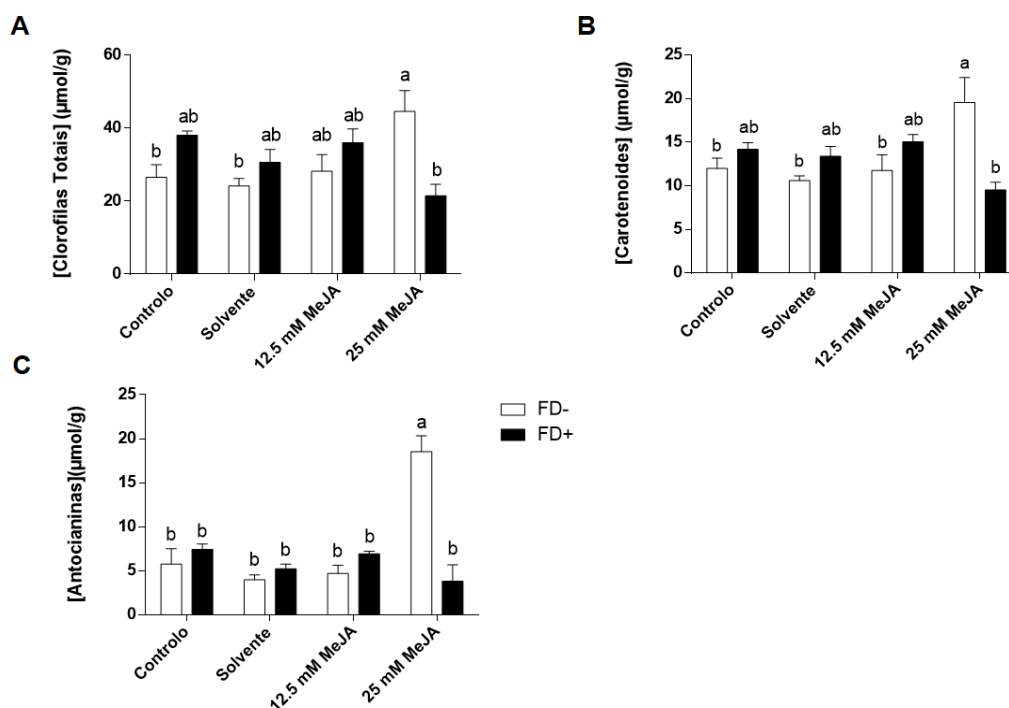 A
[Clorofilas Totais] (µmol/g)
60
40
20
0
b
ab
b
ab
ab
ab
a
b
Controlo
Solvente
12.5 mM MeJA
25 mM MeJA
B
[Carotenoides] (µmol/g)
25
20
15
10
5
0
b
ab
b
ab
b
ab
a
b
Controlo
Solvente
12.5 mM MeJA
25 mM MeJA
C
[Antocianinas](µmol/g)
25
20
15
10
5
0
b
b
b
b
b
b
a
b
Controlo
Solvente
12.5 mM MeJA
25 mM MeJA
FD-
FD+